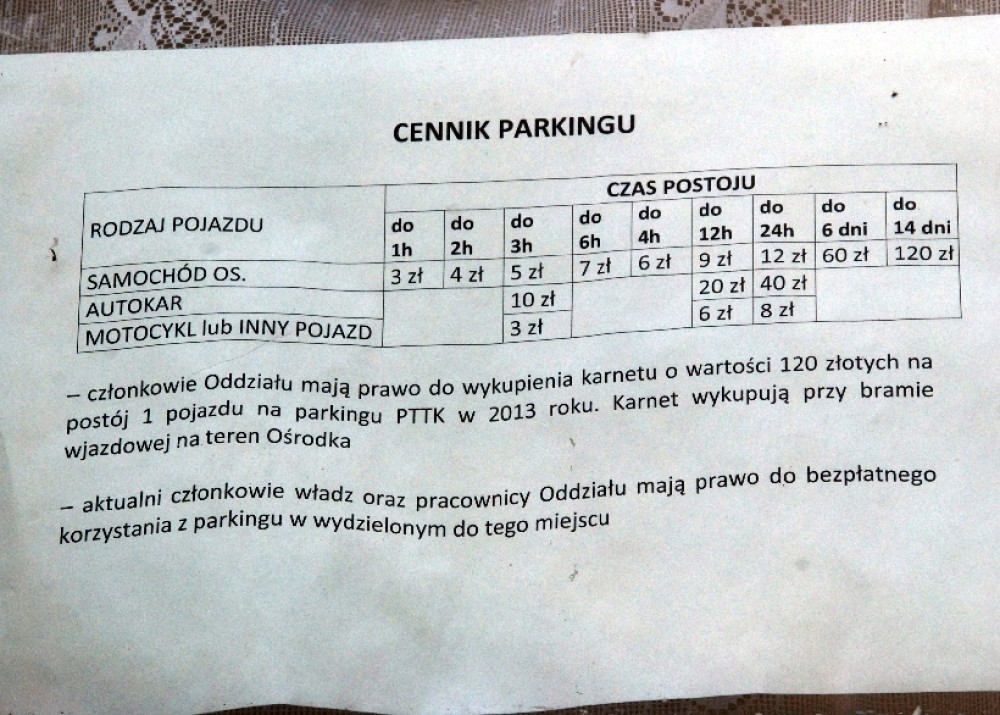 CENNIK PARKINGU
RODZAJ POJAZDU
CZAS POSTOJU
do 1h do 2h do 3h do 6h do 4h do 12h do 24h do 6 dni do 14 dni
SAMOCHÓD OS. 3 zł 4 zł 5 zł 7 zł 6 zł 9 zł 12 zł 60 zł 120 zł
AUTOKAR 10 zł 20 zł 40 zł
MOTOCYKL lub INNY POJAZD 3 zł 6 zł 8 zł
– członkowie Oddziału mają prawo do wykupienia karnetu o wartości 120 złotych na
postój 1 pojazdu na parkingu PTTK w 2013 roku. Karnet wykupują przy bramie
wjazdowej na teren Ośrodka
– aktualni członkowie władz oraz pracownicy Oddziału mają prawo do bezpłatnego
korzystania z parkingu w wydzielonym do tego miejscu